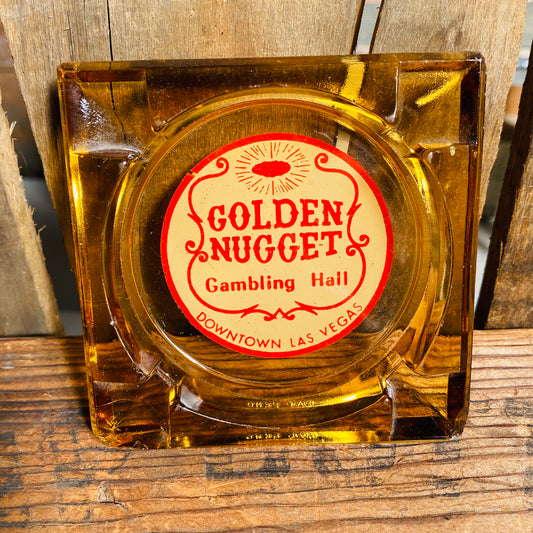 GOLDEN
NUGGET
Gambling Hall
DOWNTOWN LAS VEGAS